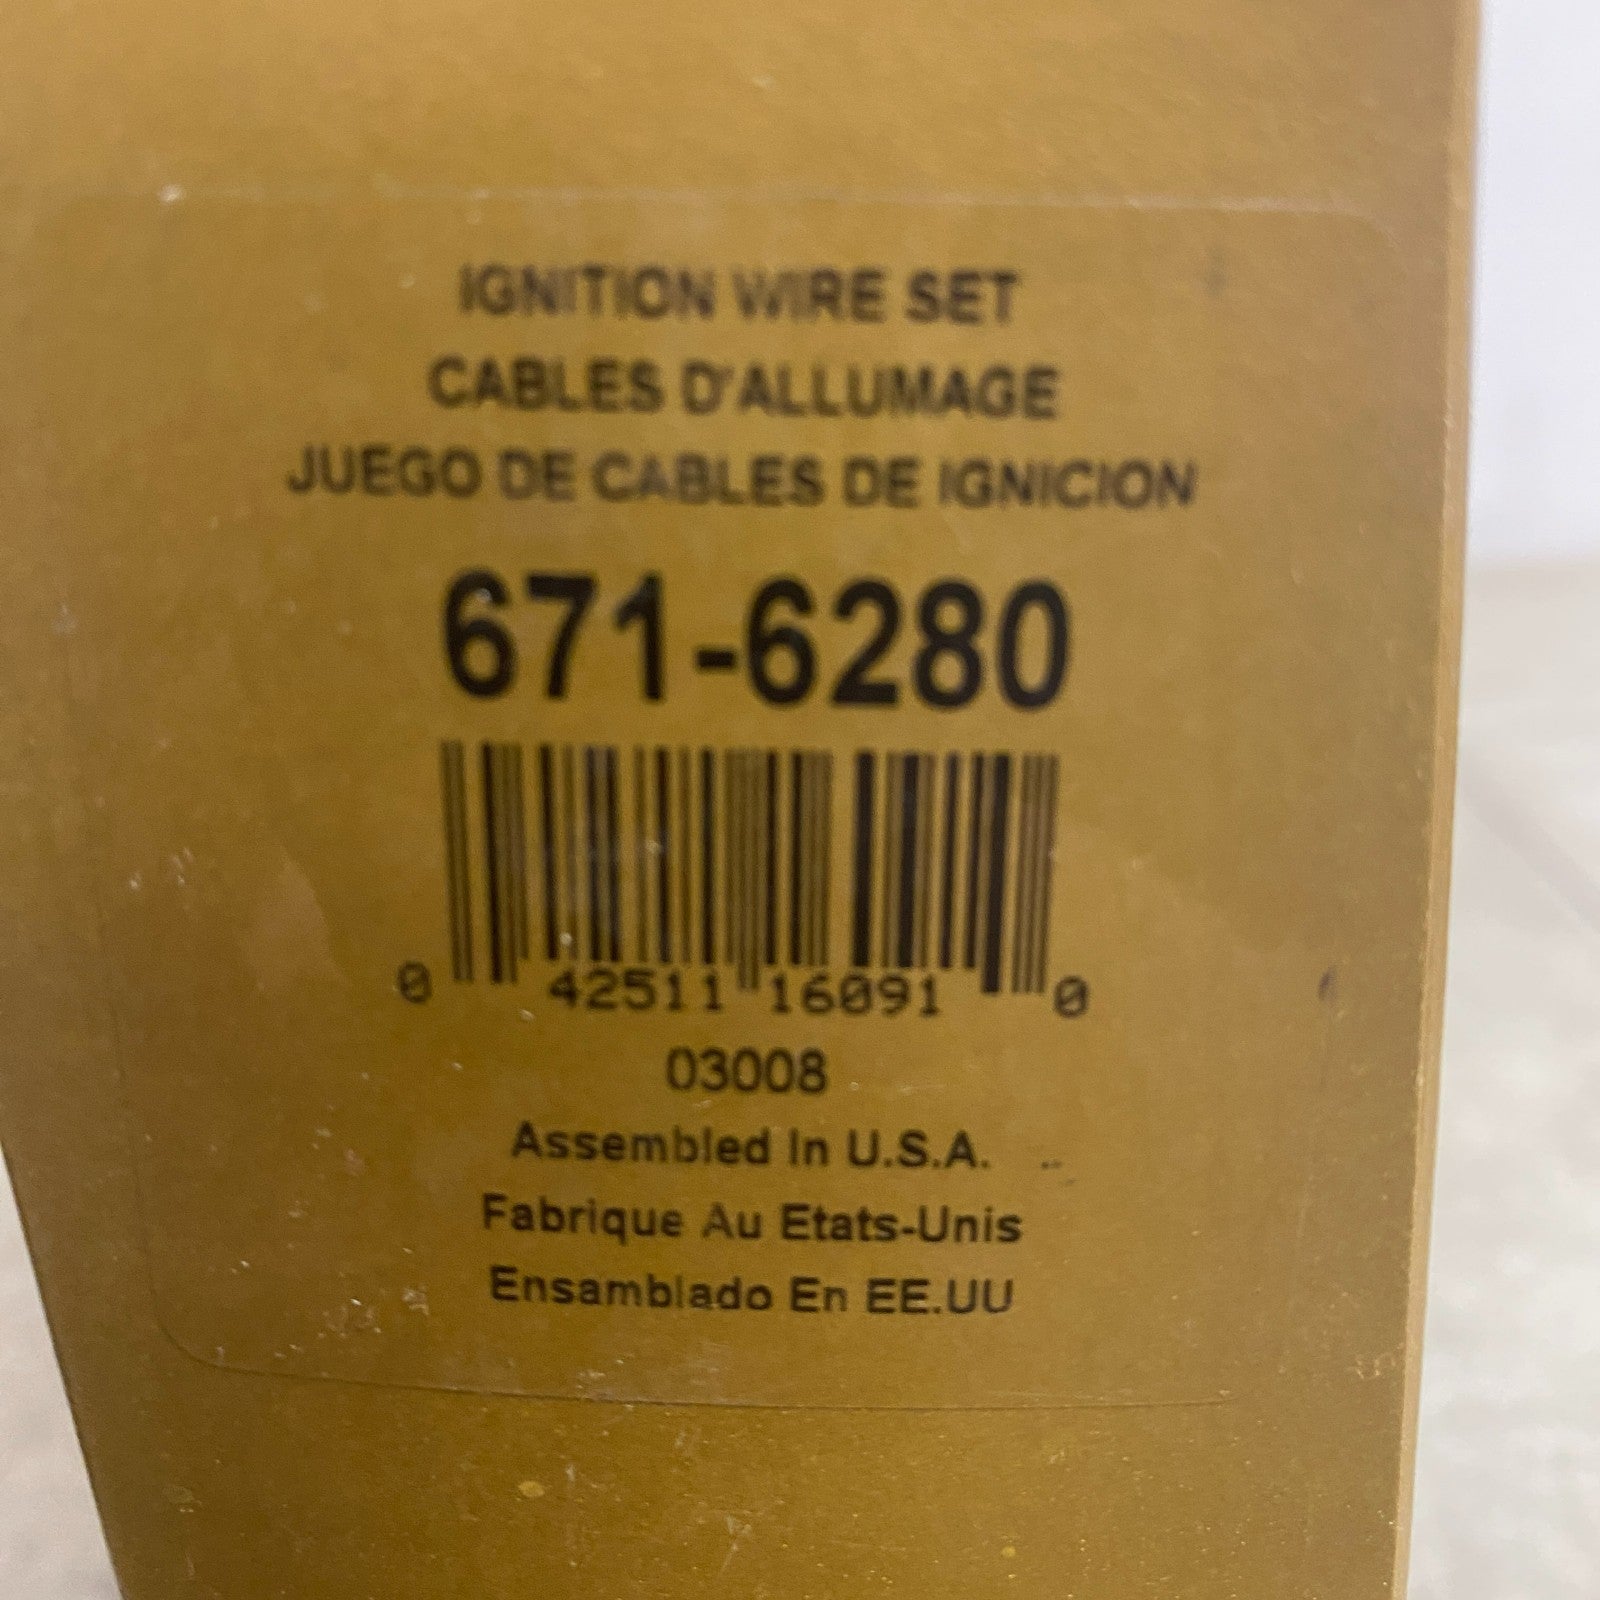 IGNITION WIRE SET
CABLES D'ALLUMAGE
JUEGO DE CABLES DE IGNICION
671-6280
0 42511 16091 0
03008
Assembled In U.S.A.
Fabrique Au Etats-Unis
Ensamblado En EE.UU